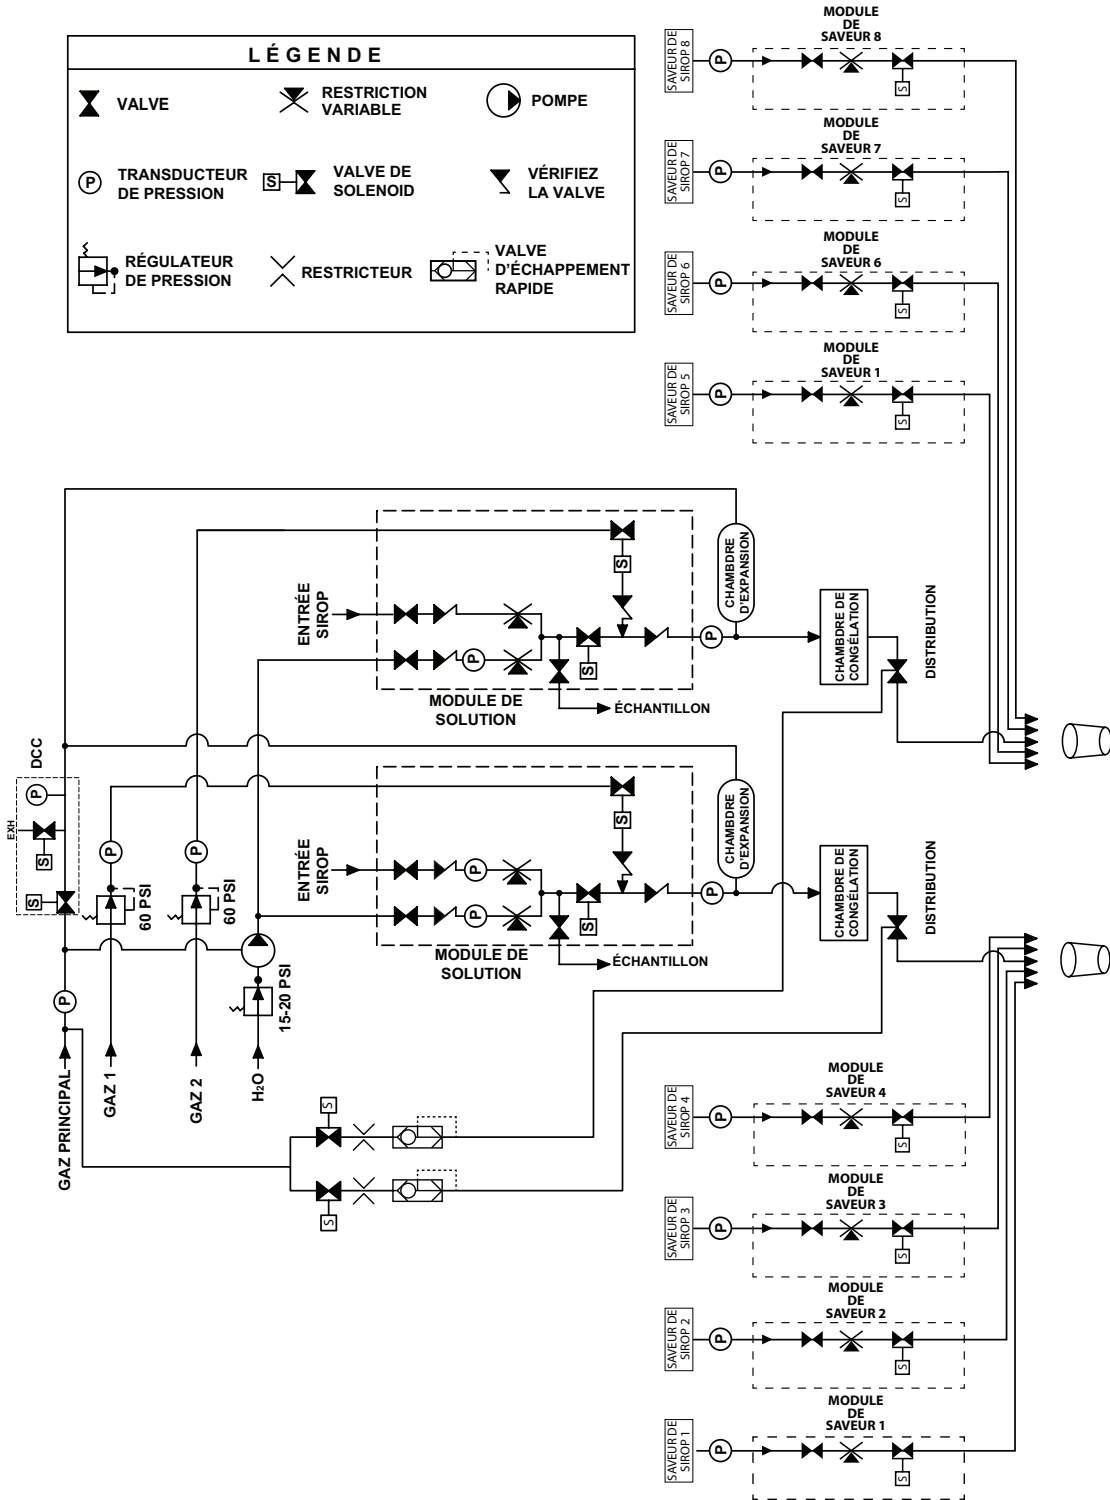 LÉGENDE
VALVE
RESTRICTION
VARIABLE
POMPE
TRANSDUCTEUR
DE PRESSION
VALVE DE
SOLENOID
VÉRIFIEZ
LA VALVE
RÉGULATEUR
DE PRESSION
RESTRICTEUR
VALVE
D'ÉCHAPPEMENT
RAPIDE
P
S
SAVEUR DE
SIROP 8
P
MODULE
DE
SAVEUR 8
S
SAVEUR DE
SIROP 7
P
MODULE
DE
SAVEUR 7
S
SAVEUR DE
SIROP 6
P
MODULE
DE
SAVEUR 6
S
SAVEUR DE
SIROP 5
P
MODULE
DE
SAVEUR 1
S
ENTRÉE
SIROP
P
S
S
P
MODULE DE
SOLUTION
ÉCHANTILLON
CHAMBDRE
D'EXPANSION
CHAMBDRE DE
CONGÉLATION
DISTRIBUTION
DCC
P
EXH
S
S
P
60 PSI
P
60 PSI
P
15-20 PSI
GAZ PRINCIPAL
GAZ 1
GAZ 2
H2O
ENTRÉE
SIROP
P
P
S
S
P
MODULE DE
SOLUTION
ÉCHANTILLON
CHAMBDRE
D'EXPANSION
CHAMBDRE DE
CONGÉLATION
DISTRIBUTION
S
S
SAVEUR DE
SIROP 4
P
MODULE
DE
SAVEUR 4
S
SAVEUR DE
SIROP 3
P
MODULE
DE
SAVEUR 3
S
SAVEUR DE
SIROP 2
P
MODULE
DE
SAVEUR 2
S
SAVEUR DE
SIROP 1
P
MODULE
DE
SAVEUR 1
S